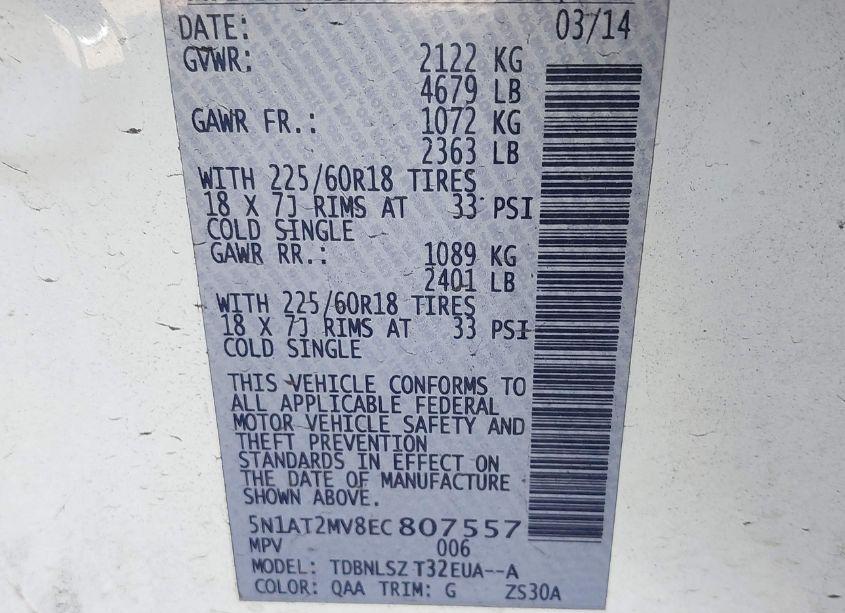 DATE: 03/14
GVWR: 2122 KG
4679 LB
GAWR FR.: 1072 KG
2363 LB
WITH 225/60R18 TIRES
18 X 7J RIMS AT 33 PSI
COLD SINGLE
GAWR RR.: 1089 KG
2401 LB
WITH 225/60R18 TIRES
18 X 7J RIMS AT 33 PSI
COLD SINGLE
THIS VEHICLE CONFORMS TO
ALL APPLICABLE FEDERAL
MOTOR VEHICLE SAFETY AND
THEFT PREVENTION
STANDARDS IN EFFECT ON
THE DATE OF MANUFACTURE
SHOWN ABOVE.
5N1AT2MV8EC807557
MPV 006
MODEL: TDBNLSZ T32EUA--A
COLOR: QAA TRIM: G ZS30A